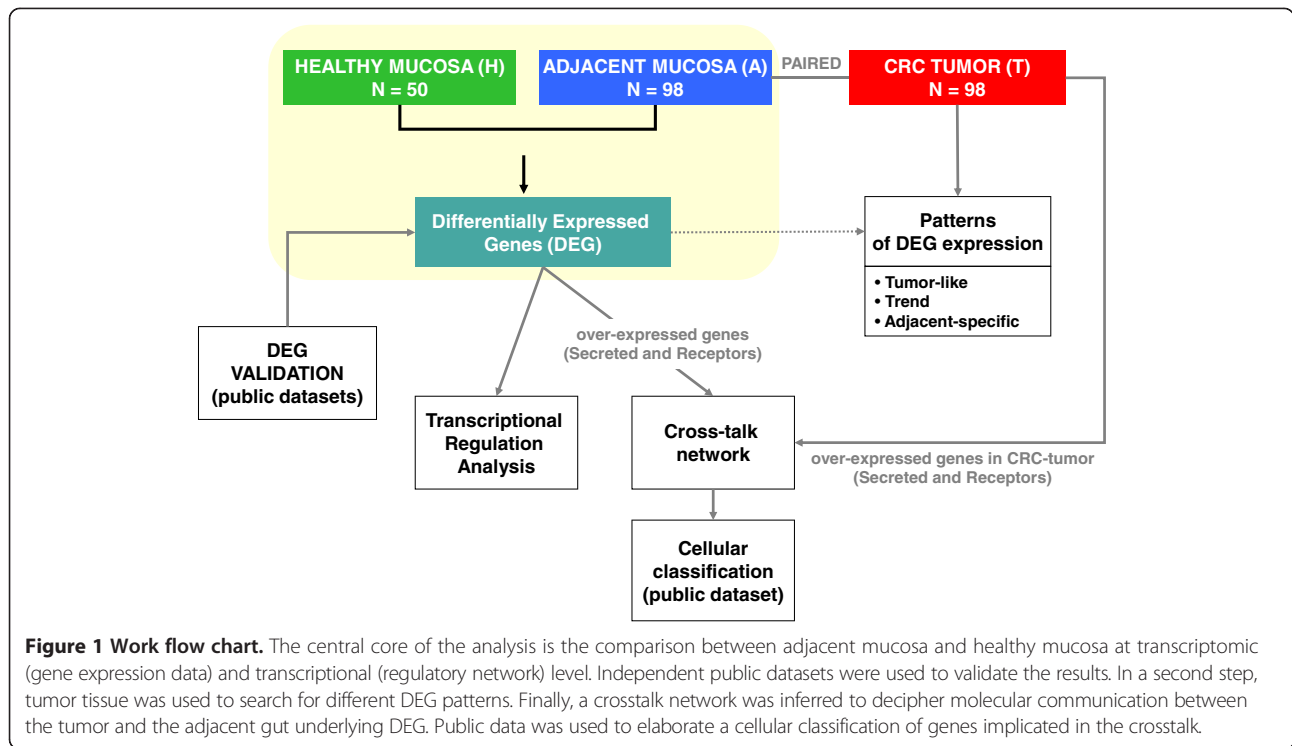 HEALTHY MUCOSA (H)
N = 50
ADJACENT MUCOSA (A)
N = 98
PAIRED
CRC TUMOR (T)
N = 98
Differentially Expressed
Genes (DEG)
Patterns
of DEG expression
• Tumor-like
• Trend
• Adjacent-specific
DEG
VALIDATION
(public datasets)
over-expressed genes
(Secreted and Receptors)
Transcriptional
Regulation
Analysis
Cross-talk
network
over-expressed genes in CRC-tumor
(Secreted and Receptors)
Cellular
classification
(public dataset)
Figure 1 Work flow chart. The central core of the analysis is the comparison between adjacent mucosa and healthy mucosa at transcriptomic
(gene expression data) and transcriptional (regulatory network) level. Independent public datasets were used to validate the results. In a second step,
tumor tissue was used to search for different DEG patterns. Finally, a crosstalk network was inferred to decipher molecular communication between
the tumor and the adjacent gut underlying DEG. Public data was used to elaborate a cellular classification of genes implicated in the crosstalk.